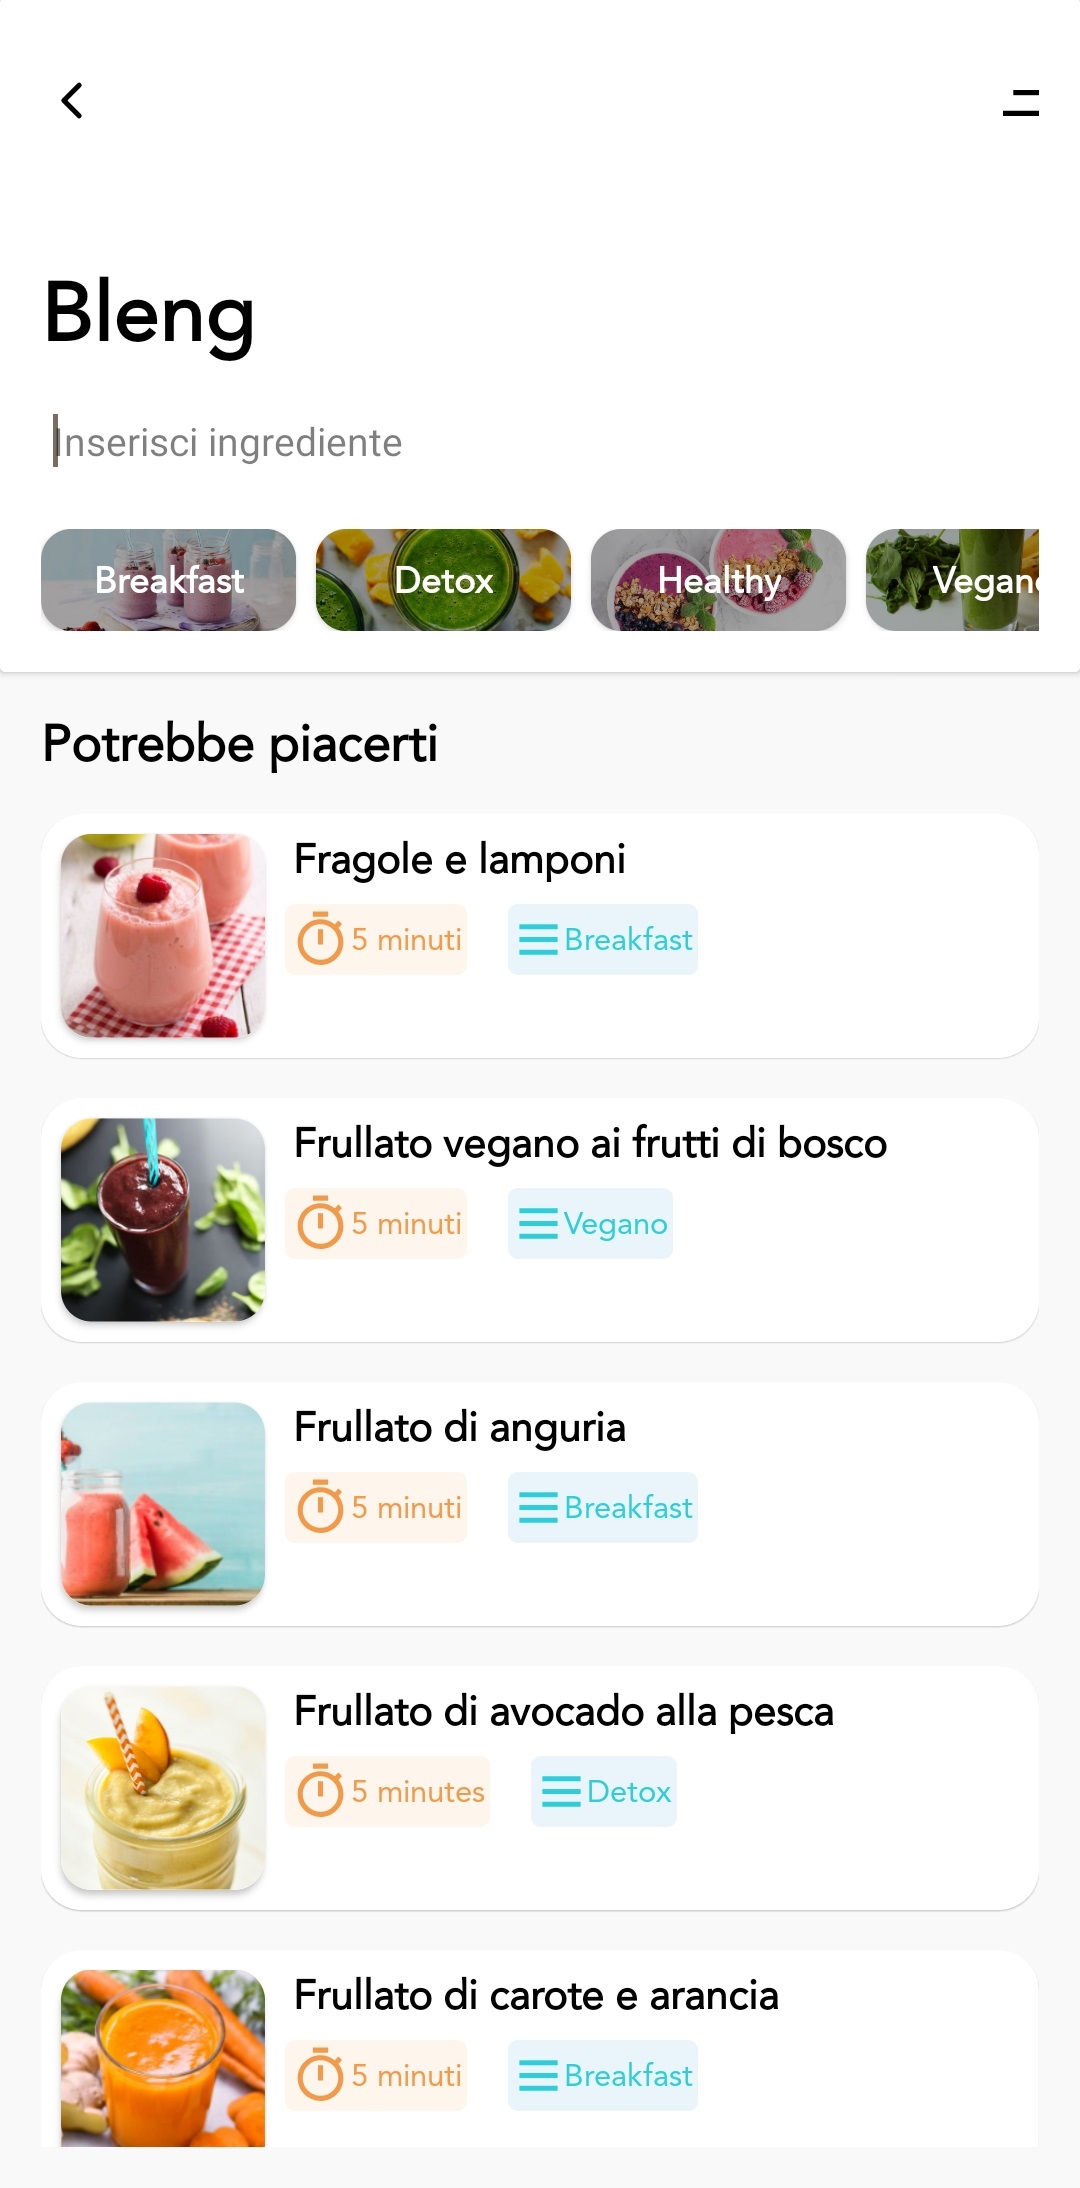 Bleng
Inserisci ingrediente
Breakfast Detox Healthy Vegano
Potrebbe piacerti
Fragole e lamponi
5 minuti Breakfast
Frullato vegano ai frutti di bosco
5 minuti Vegano
Frullato di anguria
5 minuti Breakfast
Frullato di avocado alla pesca
5 minutes Detox
Frullato di carote e arancia
5 minuti Breakfast